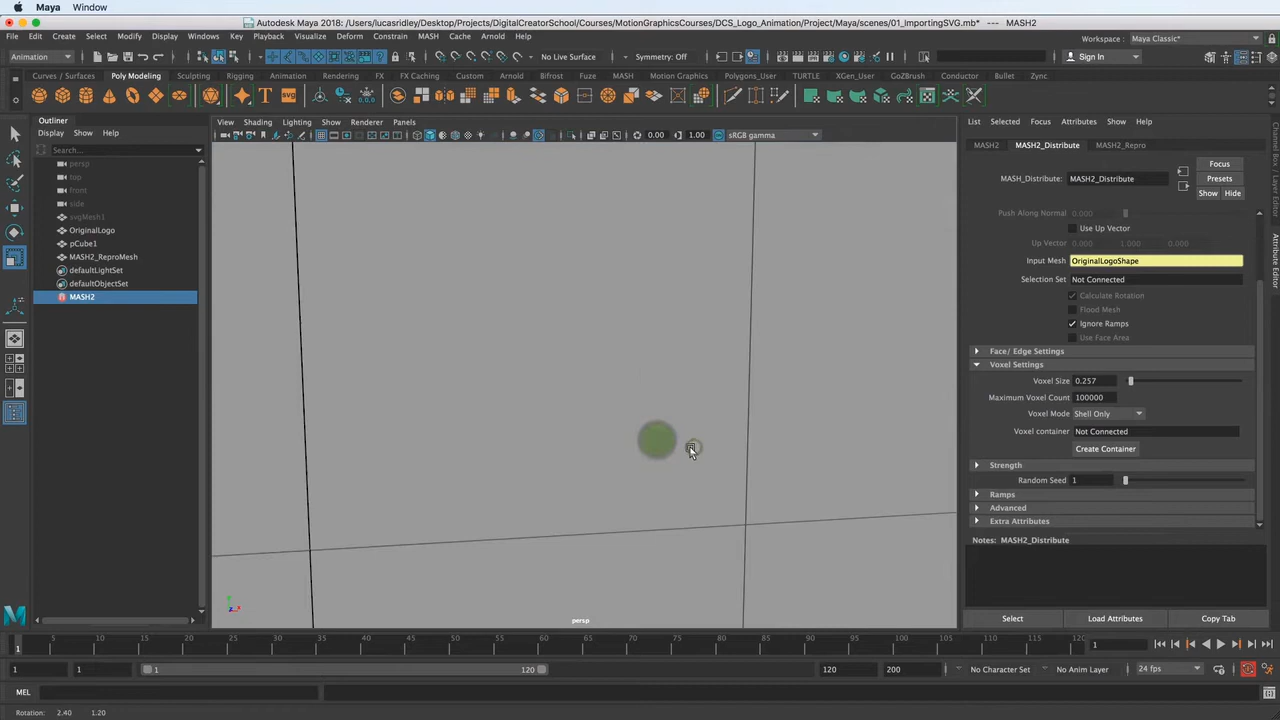 Maya Window
Autodesk Maya 2018: /Users/lucasridley/Desktop/Projects/DigitalCreatorSchool/Courses/MotionGraphicsCourses/DCS_Logo_Animation/Project/Maya/scenes/01_ImportingSVG.mb* --- MASH2
File Edit Create Select Modify Display Windows Key Playback Visualize Deform Constrain MASH Cache Arnold Help
Workspace : Maya Classic*
Animation No Live Surface Symmetry: Off Sign In
Curves / Surfaces Poly Modeling Sculpting Rigging Animation Rendering FX FX Caching Custom Arnold Bifrost Fuze MASH Motion Graphics Polygons_User TURTLE XGen_User GoZBrush Conductor Bullet Zync
T SVG
Outliner
Display Show Help
Search...
persp
top
front
side
svgMesh1
OriginalLogo
pCube1
MASH2_ReproMesh
defaultLightSet
defaultObjectSet
MASH2
View Shading Lighting Show Renderer Panels
0.00 1.00 sRGB gamma
persp
List Selected Focus Attributes Show Help
MASH2 MASH2_Distribute MASH2_Repro
Focus
MASH_Distribute: MASH2_Distribute Presets
Show Hide
Push Along Normal 0.000
Use Up Vector
Up Vector 0.000 1.000 0.000
Input Mesh OriginalLogoShape
Selection Set Not Connected
Calculate Rotation
Flood Mesh
Ignore Ramps
Use Face Area
Face/ Edge Settings
Voxel Settings
Voxel Size 0.257
Maximum Voxel Count 100000
Voxel Mode Shell Only
Voxel container Not Connected
Create Container
Strength
Random Seed 1
Ramps
Advanced
Extra Attributes
Notes: MASH2_Distribute
Select Load Attributes Copy Tab
Channel Box / Layer Editor
Attribute Editor
5 10 15 20 25 30 35 40 45 50 55 60 65 70 75 80 85 90 95 100 105 110 115 120
1 1
1 1 1 120 120 200 No Character Set No Anim Layer 24 fps
MEL
Rotation: 2.40 1.20